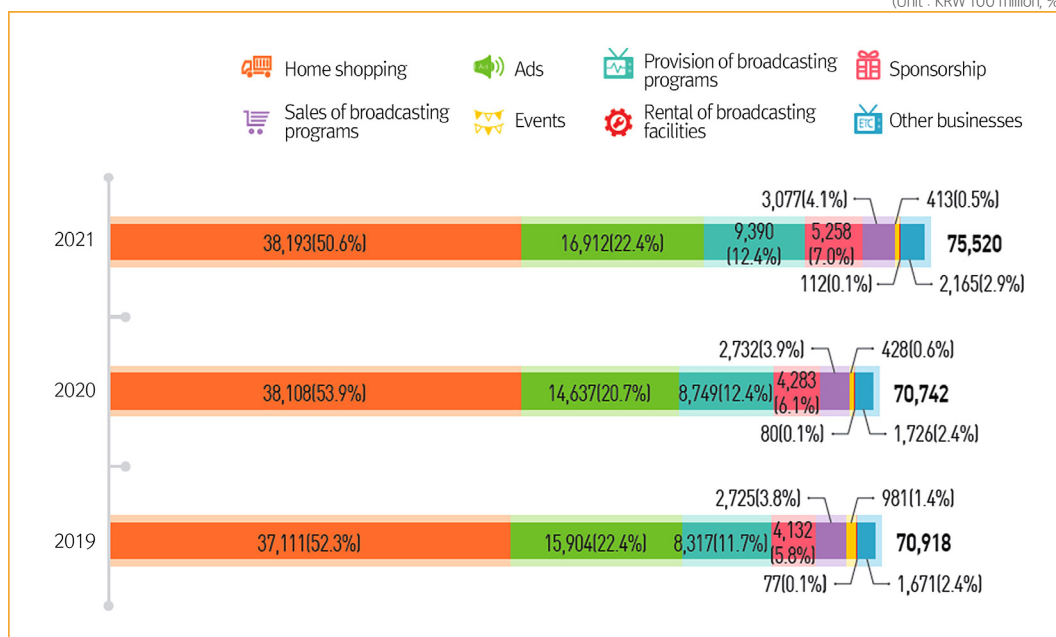 (Unit : KRW 100 million, %
Home shopping
Ads
Provision of broadcasting
programs
Sponsorship
Sales of broadcasting
programs
Events
Rental of broadcasting
facilities
ETC
Other businesses
3,077(4.1%)
413(0.5%)
2021
38,193(50.6%)
16,912(22.4%)
9,390
(12.4%)
5,258
(7.0%)
75,520
112(0.1%)
2,165(2.9%)
2,732(3.9%)
428(0.6%)
2020
38,108(53.9%)
14,637(20.7%)
8,749(12.4%)
4,283
(6.1%)
70,742
80(0.1%)
1,726(2.4%)
2,725(3.8%)
981(1.4%)
2019
37,111(52.3%)
15,904(22.4%)
8,317(11.7%)
4,132
(5.8%)
70,918
77(0.1%)
1,671(2.4%)